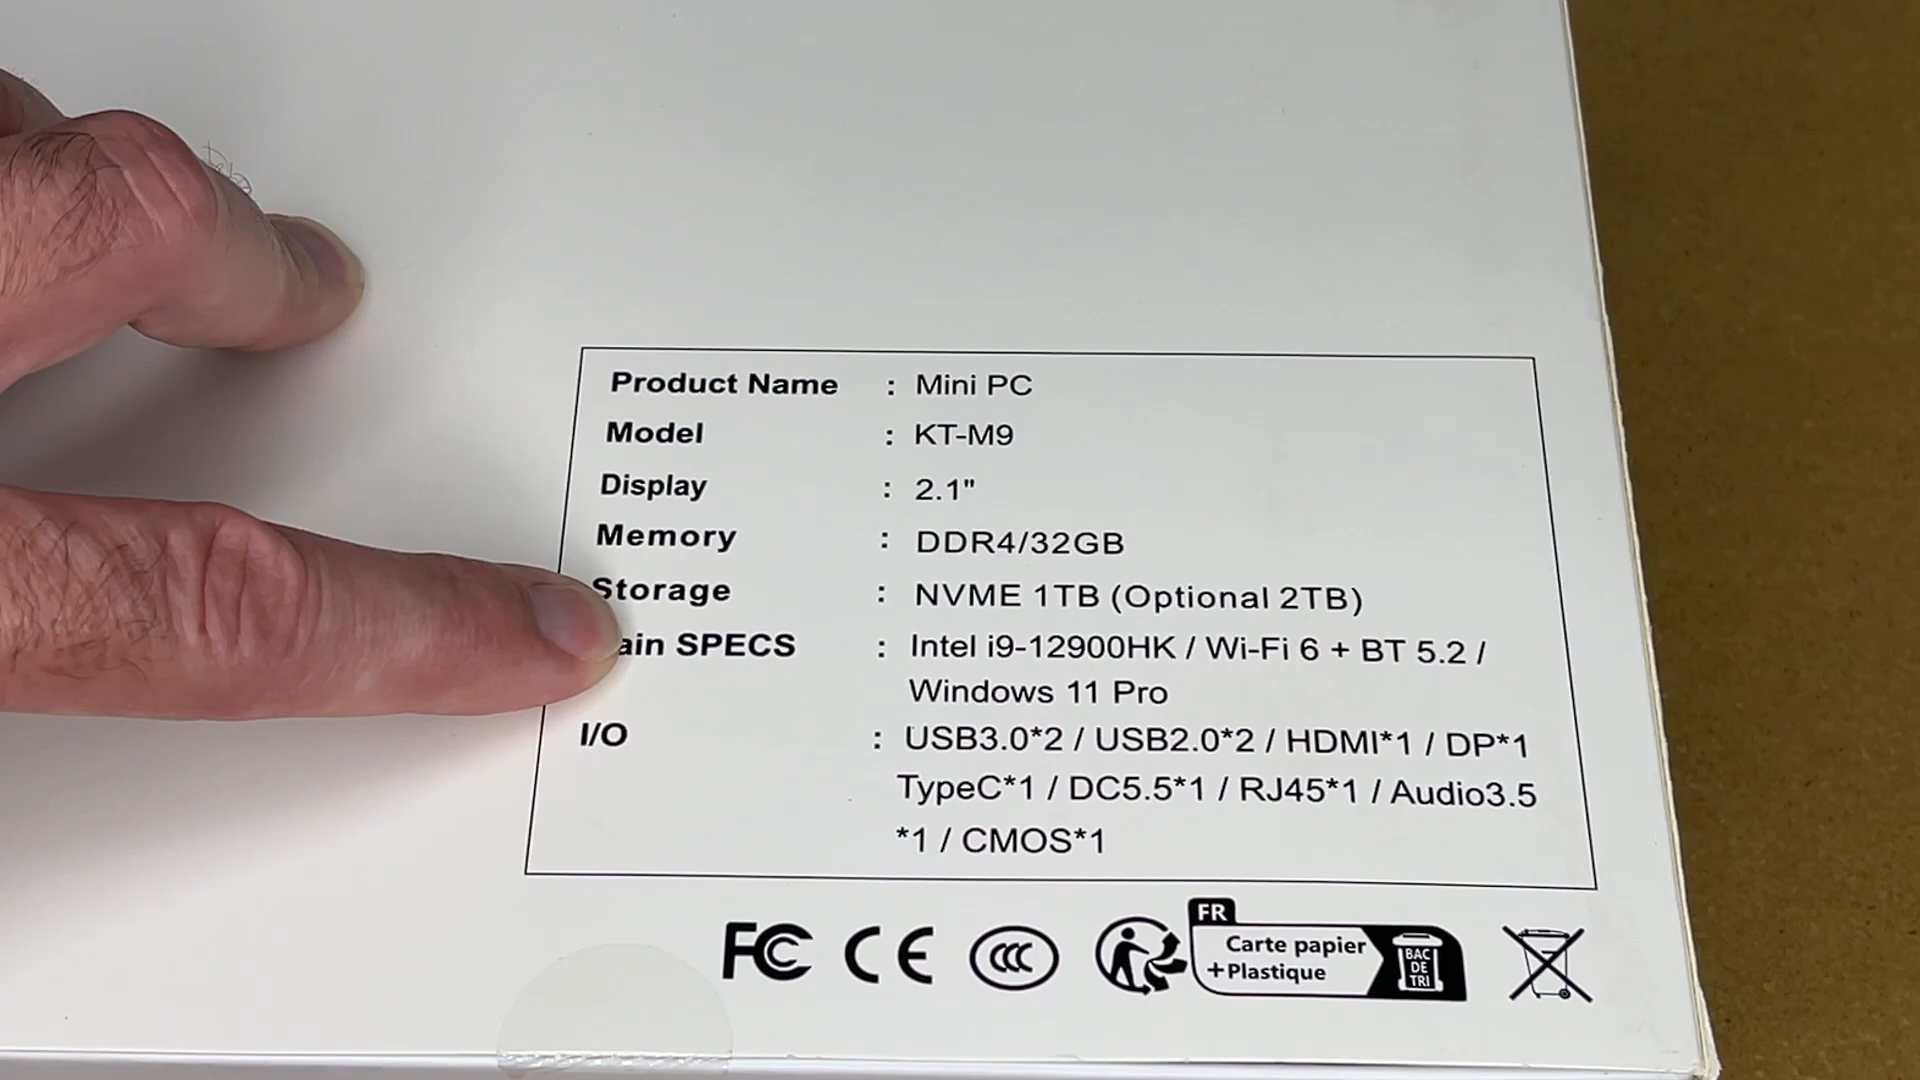 Product Name : Mini PC
Model : KT-M9
Display : 2.1"
Memory : DDR4/32GB
Storage : NVME 1TB (Optional 2TB)
ain SPECS : Intel i9-12900HK / Wi-Fi 6 + BT 5.2 /
Windows 11 Pro
I/O : USB3.0*2 / USB2.0*2 / HDMI*1 / DP*1
TypeC*1 / DC5.5*1 / RJ45*1 / Audio3.5
*1 / CMOS*1
FC CE CCC
FR
Carte papier
+Plastique
BAC
DE
TRI